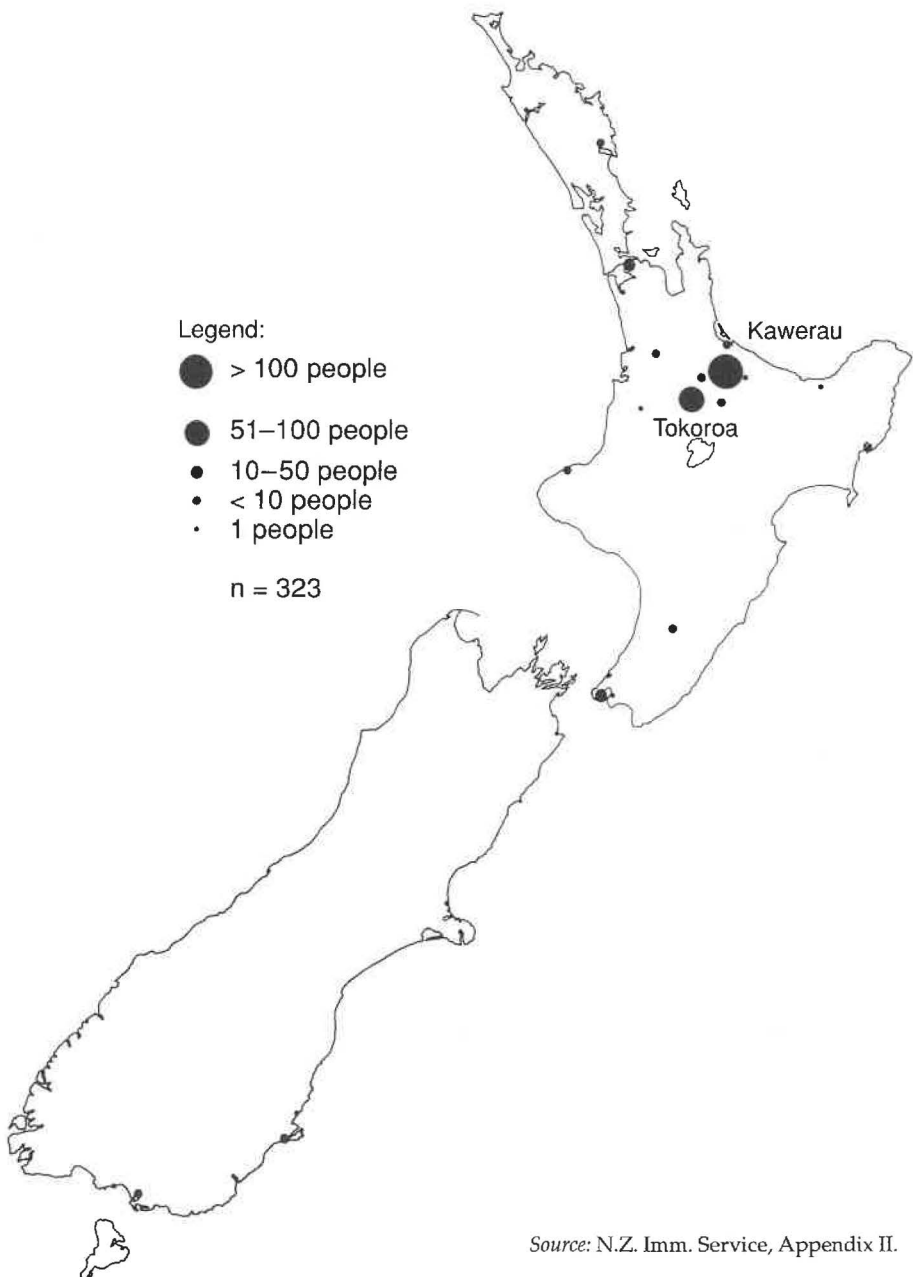 Kawerau
Legend:
> 100 people
51–100 people
Tokoroa
10–50 people
< 10 people
1 people
n = 323
Source: N.Z. Imm. Service, Appendix II.